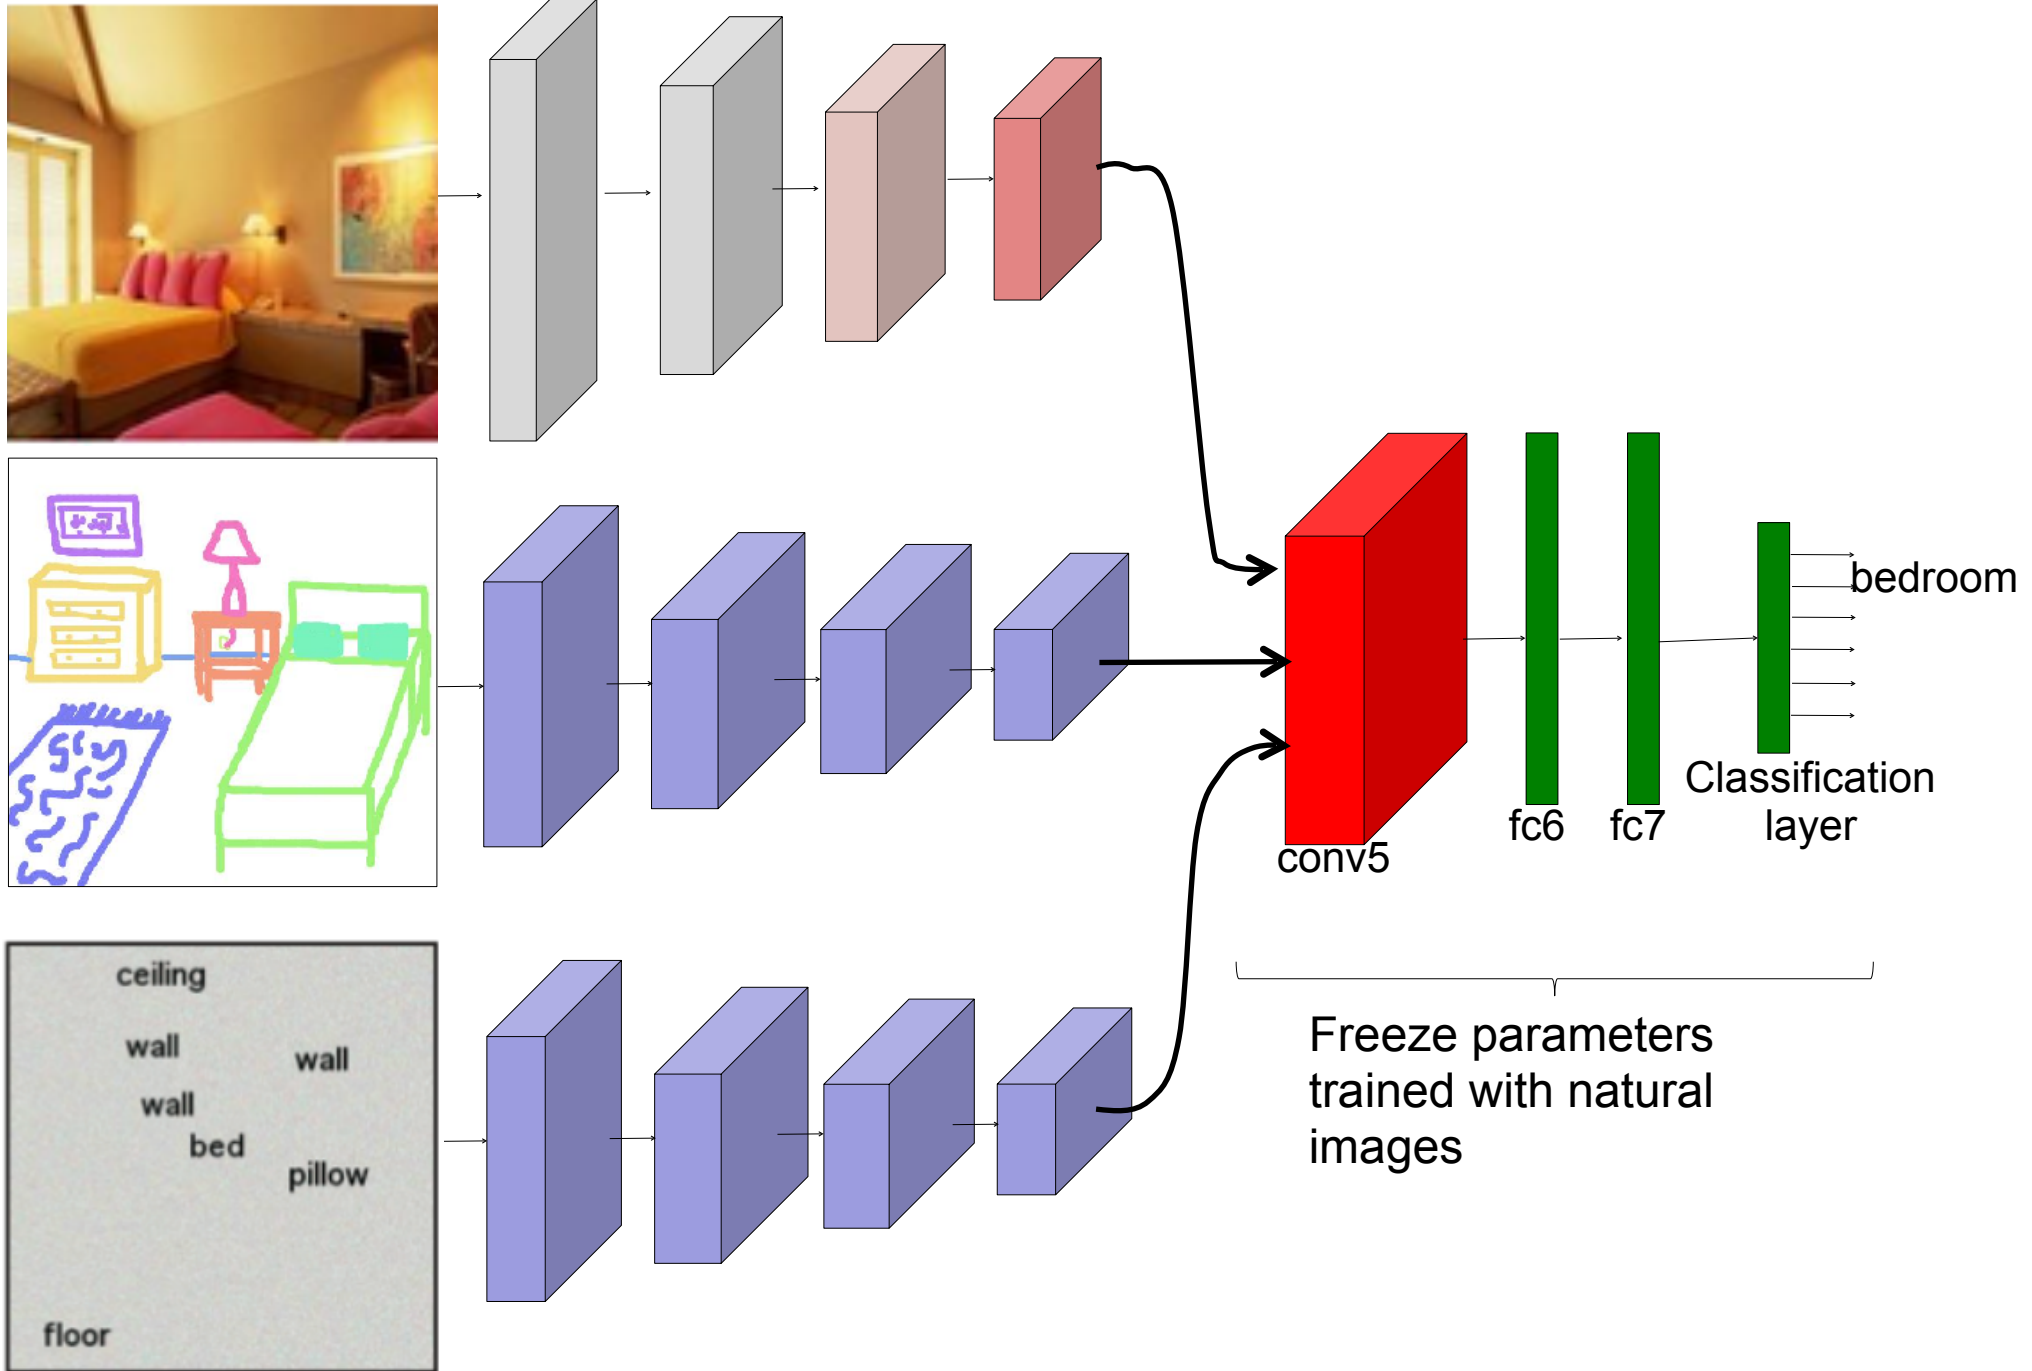 bedroom
Classification
layer
fc6
fc7
conv5
ceiling
wall
wall
wall
bed
pillow
floor
Freeze parameters
trained with natural
images